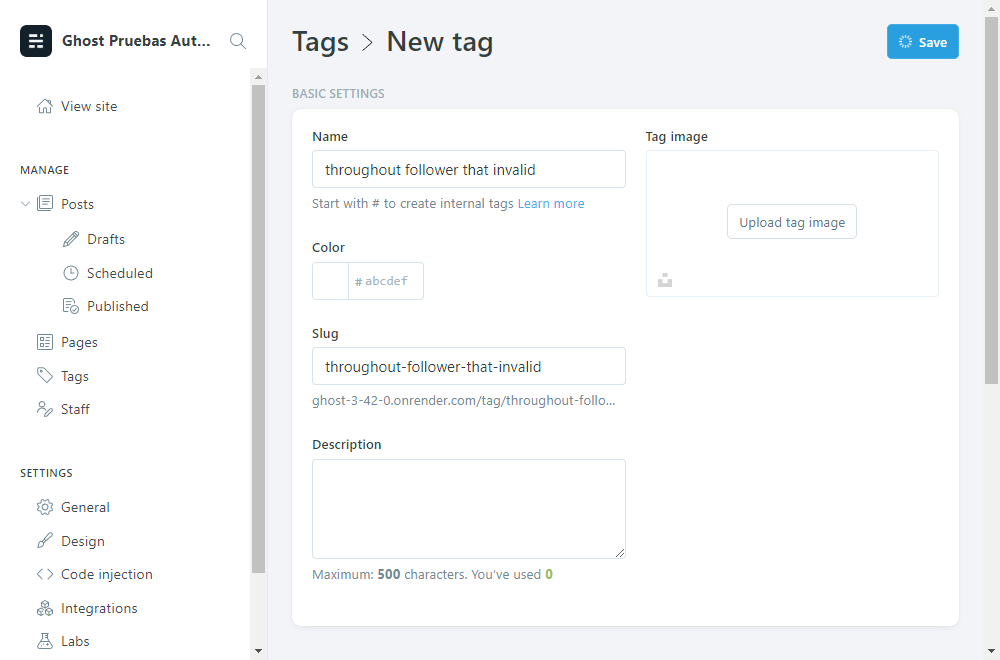 Ghost Pruebas Aut...
View site
MANAGE
Posts
Drafts
Scheduled
Published
Pages
Tags
Staff
SETTINGS
General
Design
Code injection
Integrations
Labs
Tags > New tag
Save
BASIC SETTINGS
Name
throughout follower that invalid
Start with # to create internal tags Learn more
Color
# abcdef
Slug
throughout-follower-that-invalid
ghost-3-42-0.onrender.com/tag/throughout-follo...
Description
Maximum: 500 characters. You've used 0
Tag image
Upload tag image